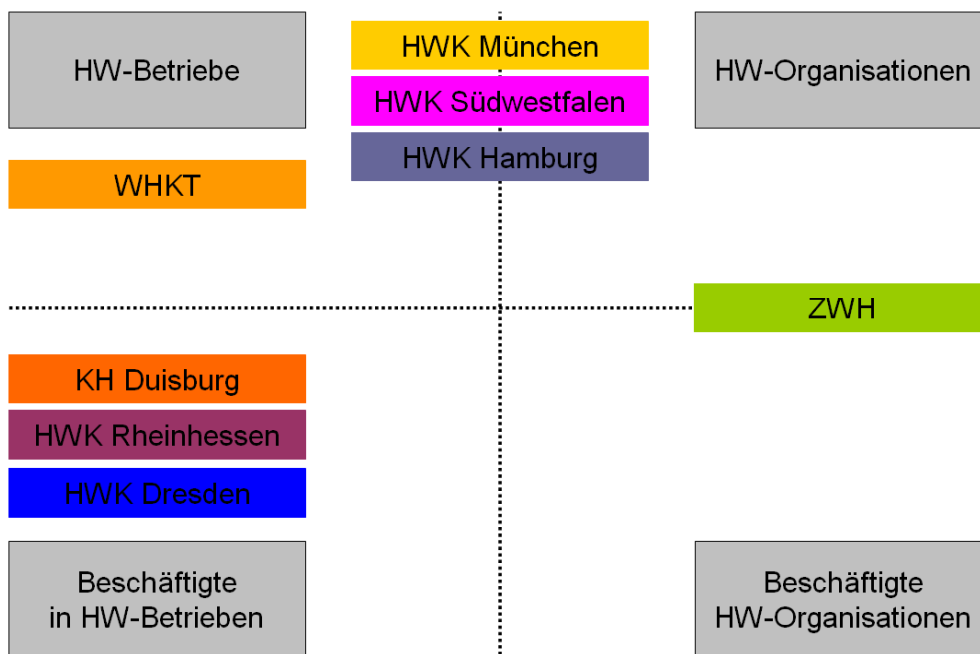 HW-Betriebe
HWK München
HWK Südwestfalen
HWK Hamburg
HW-Organisationen
WHKT
ZWH
KH Duisburg
HWK Rheinhessen
HWK Dresden
Beschäftigte
in HW-Betrieben
Beschäftigte
HW-Organisationen